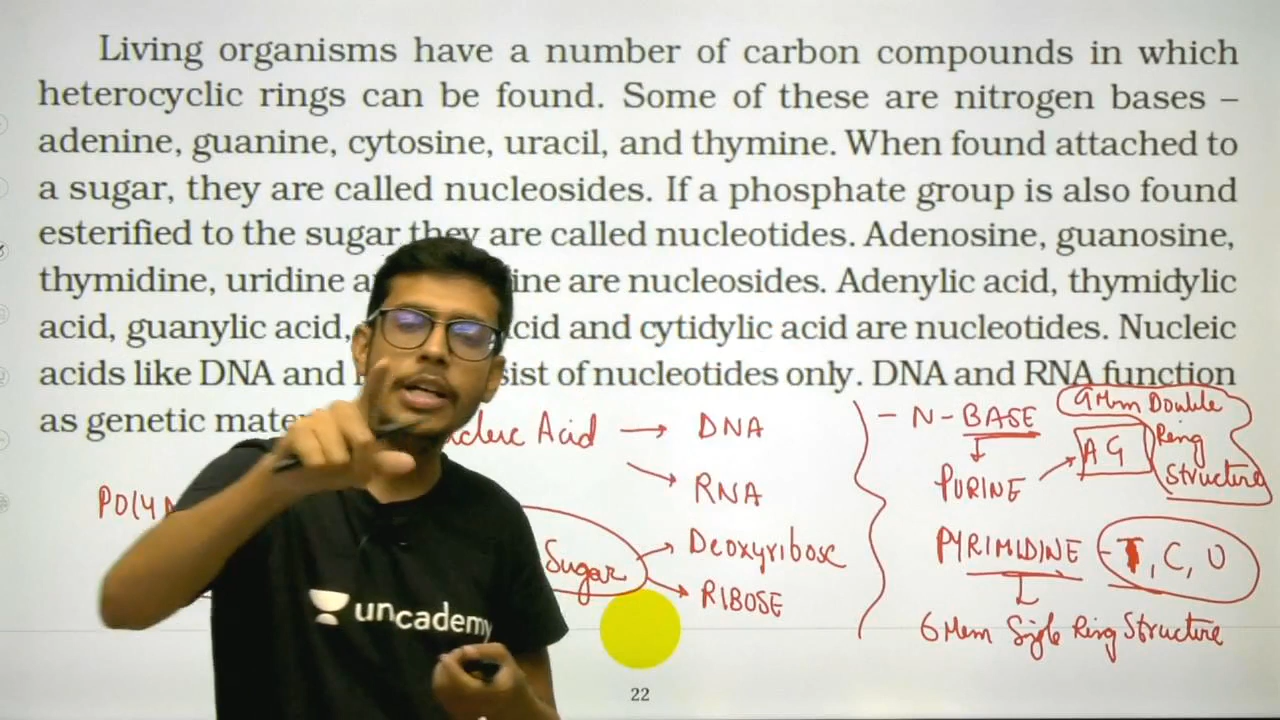 Living organisms have a number of carbon compounds in which
heterocyclic rings can be found. Some of these are nitrogen bases –
adenine, guanine, cytosine, uracil, and thymine. When found attached to
a sugar, they are called nucleosides. If a phosphate group is also found
esterified to the sugar they are called nucleotides. Adenosine, guanosine,
thymidine, uridine are nucleosides. Adenylic acid, thymidylic
acid, guanylic acid, and cytidylic acid are nucleotides. Nucleic
acids like DNA and of nucleotides only. DNA and RNA function
as genetic
Acid → DNA
RNA
Sugar
Deoxyribose
RIBOSE
– N-BASE
PURINE
AG
9 Mem Double
Ring
Structure
PYRIMIDINE – T, C, U
6 Mem Single Ring Structure
unacademy
22